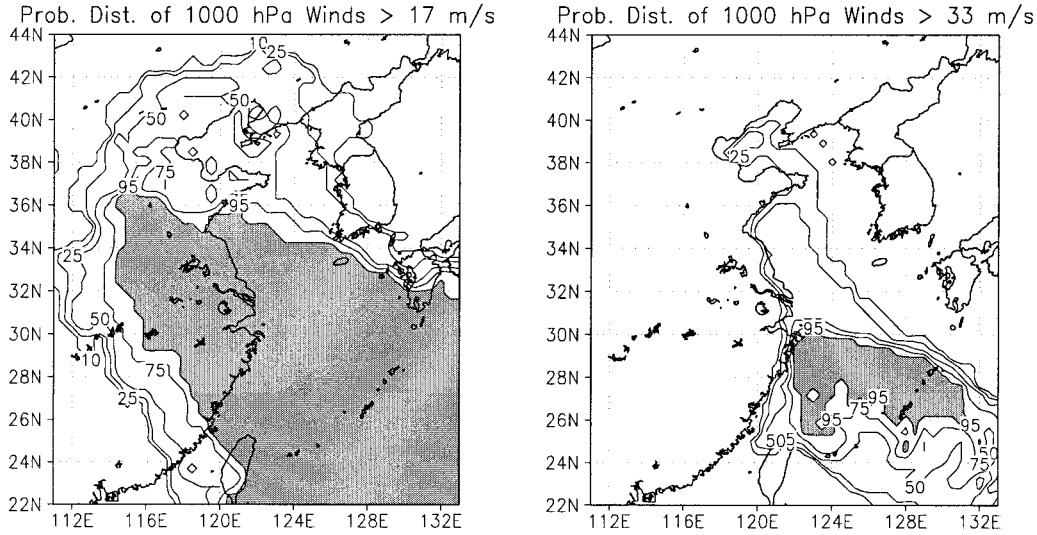 Prob. Dist. of 1000 hPa Winds > 17 m/s
44N
42N
40N
38N
36N
34N
32N
30N
28N
26N
24N
22N
112E 116E 120E 124E 128E 132E
10
25
50
50
75
95
95
25
50
10
75
25
Prob. Dist. of 1000 hPa Winds > 33 m/s
44N
42N
40N
38N
36N
34N
32N
30N
28N
26N
24N
22N
112E 116E 120E 124E 128E 132E
25
95
95
75
95
95
50
75
50